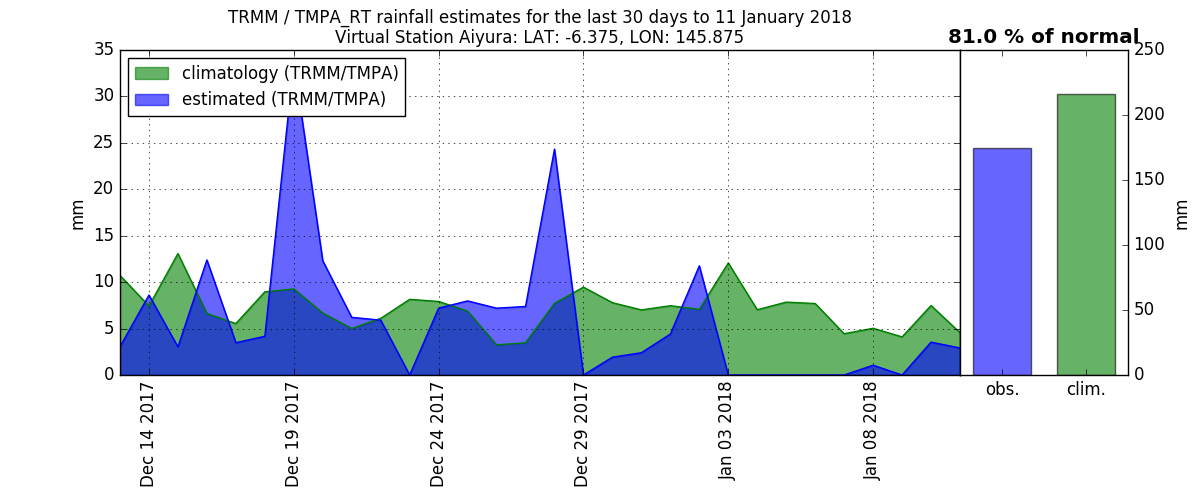 TRMM / TMPA_RT rainfall estimates for the last 30 days to 11 January 2018
Virtual Station Aiyura: LAT: -6.375, LON: 145.875
81.0 % of normal
climatology (TRMM/TMPA)
estimated (TRMM/TMPA)
35
30
25
20
15
10
5
0
mm
Dec 14 2017
Dec 19 2017
Dec 24 2017
Dec 29 2017
Jan 03 2018
Jan 08 2018
250
200
150
100
50
0
mm
obs.
clim.